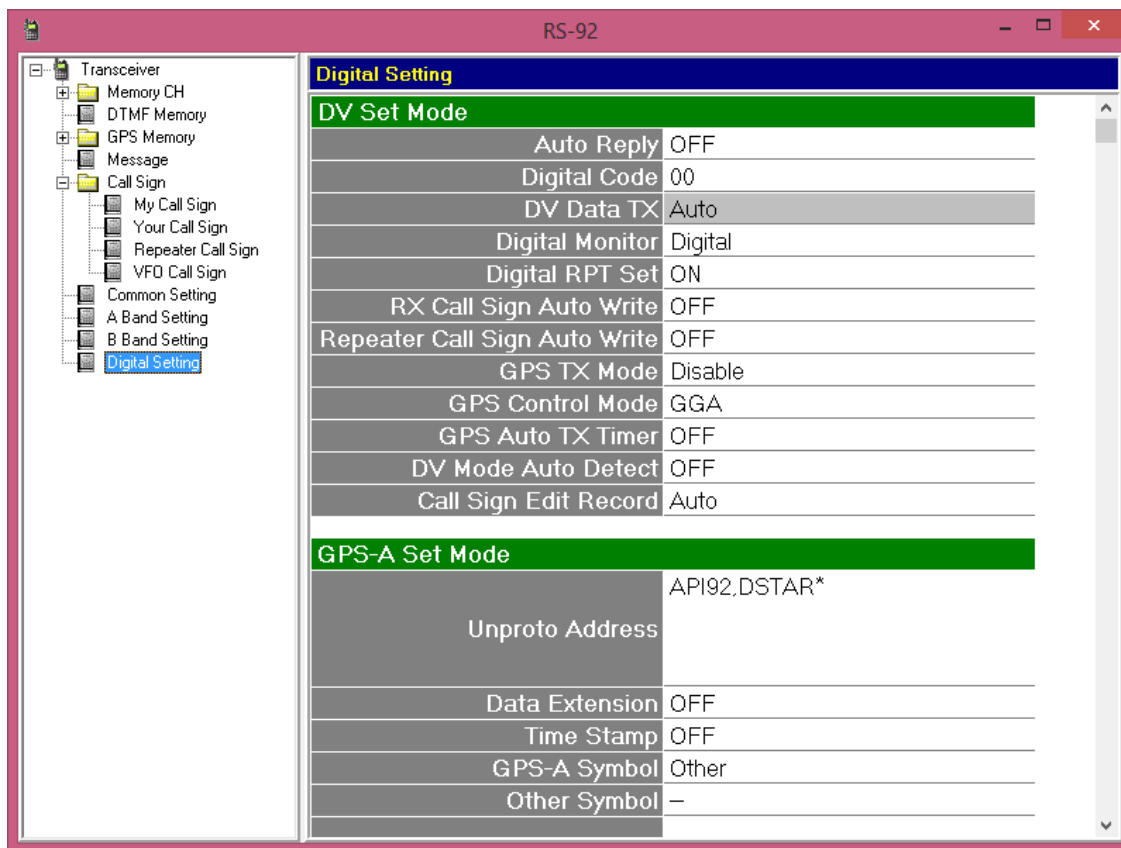 RS-92
Transceiver
Memory CH
DTMF Memory
GPS Memory
Message
Call Sign
My Call Sign
Your Call Sign
Repeater Call Sign
VFO Call Sign
Common Setting
A Band Setting
B Band Setting
Digital Setting
Digital Setting
DV Set Mode
Auto Reply OFF
Digital Code 00
DV Data TX Auto
Digital Monitor Digital
Digital RPT Set ON
RX Call Sign Auto Write OFF
Repeater Call Sign Auto Write OFF
GPS TX Mode Disable
GPS Control Mode GGA
GPS Auto TX Timer OFF
DV Mode Auto Detect OFF
Call Sign Edit Record Auto
GPS-A Set Mode
Unproto Address API92,DSTAR*
Data Extension OFF
Time Stamp OFF
GPS-A Symbol Other
Other Symbol –